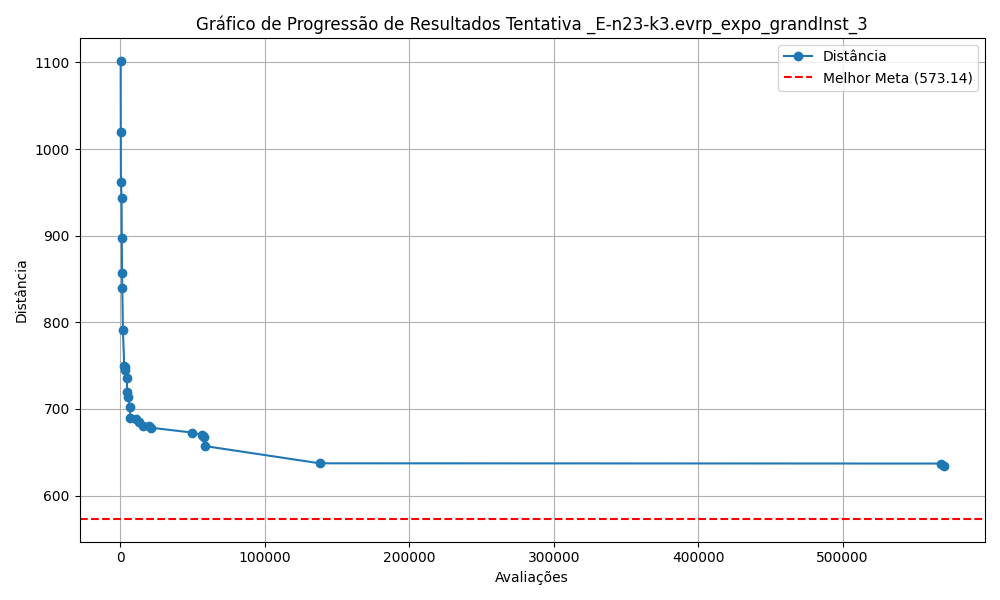 Gráfico de Progressão de Resultados Tentativa _E-n23-k3.evrp_expo_grandInst_3
Distância
Melhor Meta (573.14)
1100
1000
900
800
700
600
Distância
0
100000
200000
300000
400000
500000
Avaliações